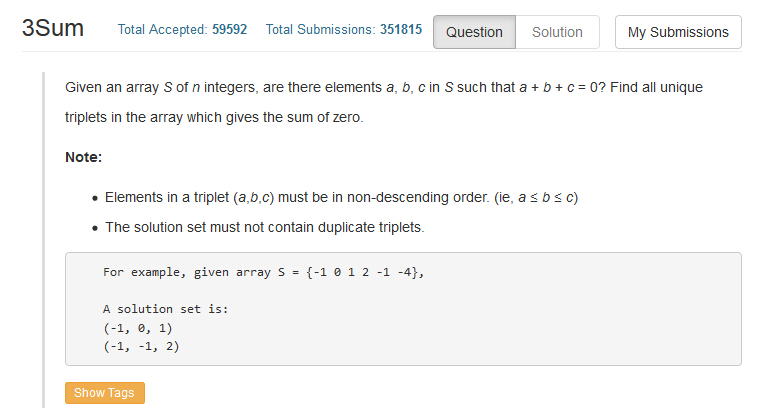 3Sum Total Accepted: 59592 Total Submissions: 351815 Question Solution My Submissions
Given an array S of n integers, are there elements a, b, c in S such that a + b + c = 0? Find all unique
triplets in the array which gives the sum of zero.
Note:
• Elements in a triplet (a,b,c) must be in non-descending order. (ie, a ≤ b ≤ c)
• The solution set must not contain duplicate triplets.
For example, given array S = {-1 0 1 2 -1 -4},
A solution set is:
(-1, 0, 1)
(-1, -1, 2)
Show Tags